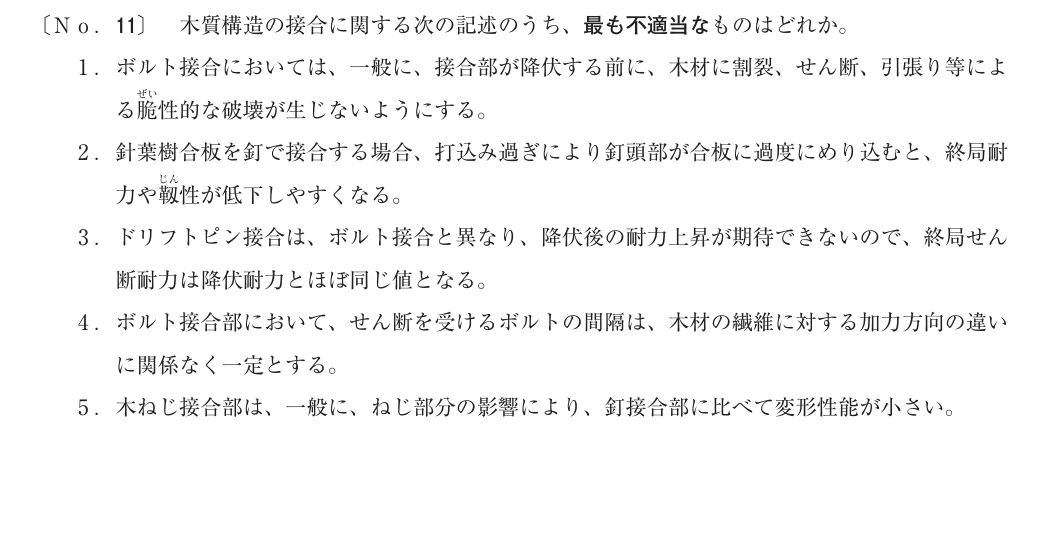 〔Ｎｏ．11〕　木質構造の接合に関する次の記述のうち、最も不適当なものはどれか。
１．ボルト接合においては、一般に、接合部が降伏する前に、木材に割裂、せん断、引張り等によ
ぜい
る脆性的な破壊が生じないようにする。
２．針葉樹合板を釘で接合する場合、打込み過ぎにより釘頭部が合板に過度にめり込むと、終局耐
じん
力や靱性が低下しやすくなる。
３．ドリフトピン接合は、ボルト接合と異なり、降伏後の耐力上昇が期待できないので、終局せん
断耐力は降伏耐力とほぼ同じ値となる。
４．ボルト接合部において、せん断を受けるボルトの間隔は、木材の繊維に対する加力方向の違い
に関係なく一定とする。
５．木ねじ接合部は、一般に、ねじ部分の影響により、釘接合部に比べて変形性能が小さい。